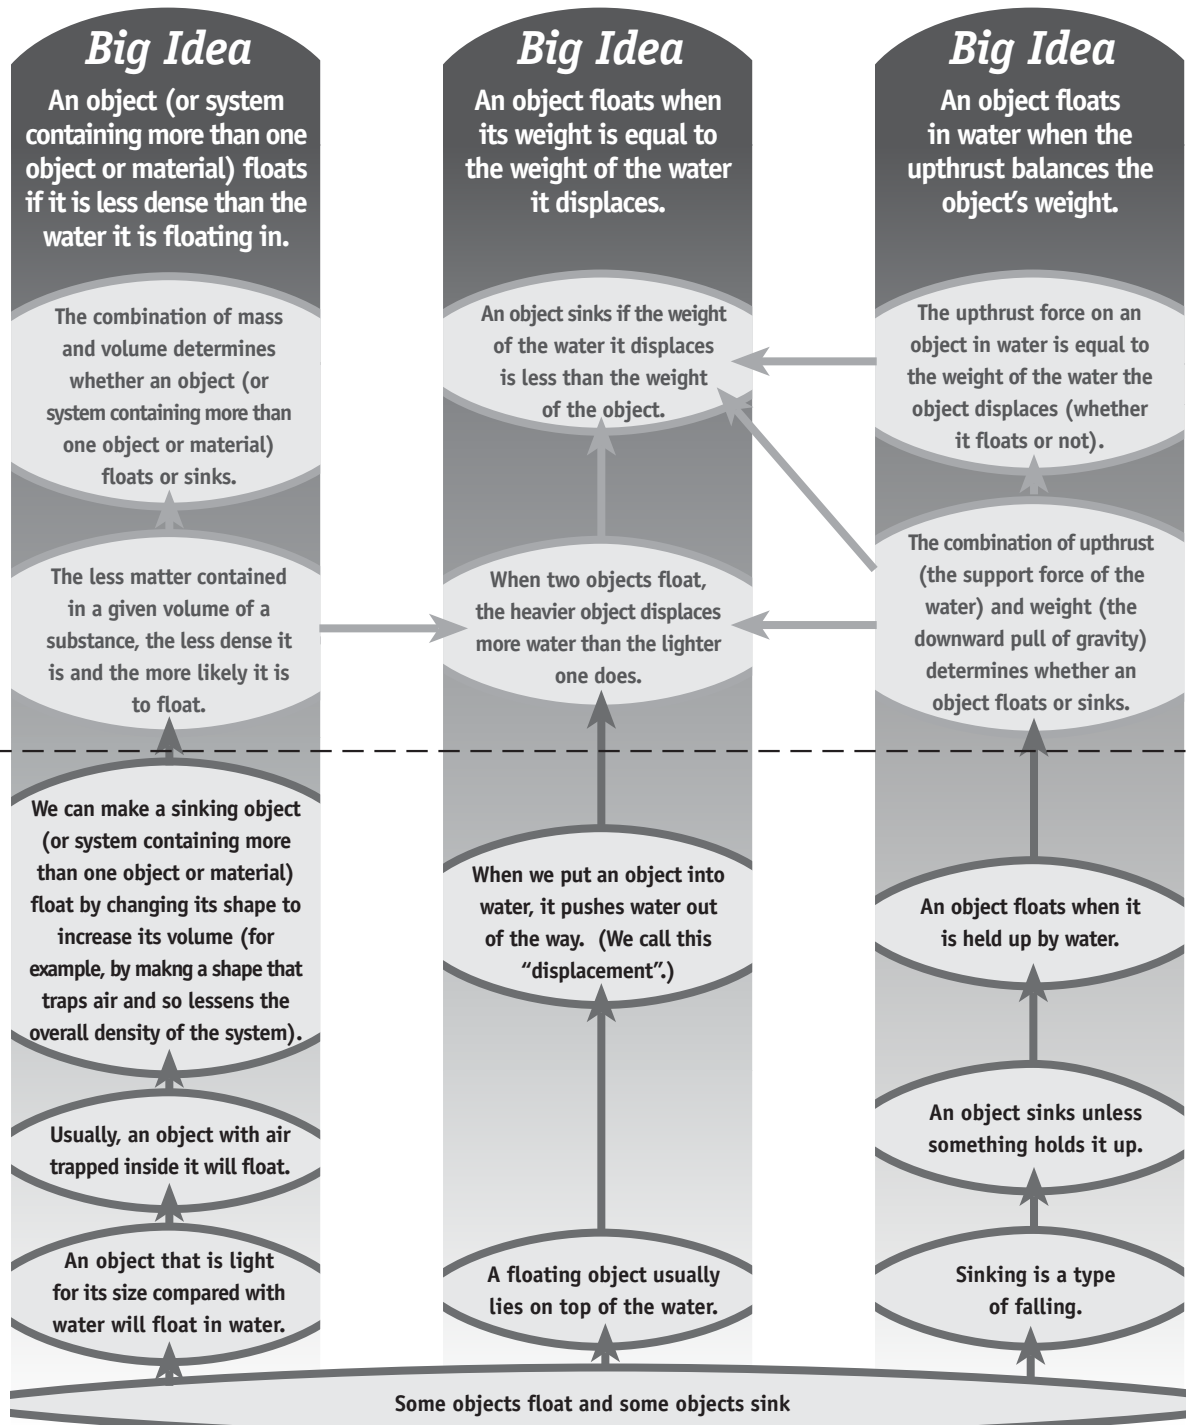 Big Idea
An object (or system
containing more than one
object or material) floats
if it is less dense than the
water it is floating in.
The combination of mass
and volume determines
whether an object (or
system containing more than
one object or material)
floats or sinks.
The less matter contained
in a given volume of a
substance, the less dense it
is and the more likely it is
to float.
We can make a sinking object
(or system containing more
than one object or material)
float by changing its shape to
increase its volume (for
example, by makng a shape that
traps air and so lessens the
overall density of the system).
Usually, an object with air
trapped inside it will float.
An object that is light
for its size compared with
water will float in water.
Big Idea
An object floats when
its weight is equal to
the weight of the water
it displaces.
An object sinks if the weight
of the water it displaces
is less than the weight
of the object.
When two objects float,
the heavier object displaces
more water than the lighter
one does.
When we put an object into
water, it pushes water out
of the way. (We call this
“displacement”.)
A floating object usually
lies on top of the water.
Big Idea
An object floats
in water when the
upthrust balances the
object’s weight.
The upthrust force on an
object in water is equal to
the weight of the water the
object displaces (whether
it floats or not).
The combination of upthrust
(the support force of the
water) and weight (the
downward pull of gravity)
determines whether an
object floats or sinks.
An object floats when it
is held up by water.
An object sinks unless
something holds it up.
Sinking is a type
of falling.
Some objects float and some objects sink